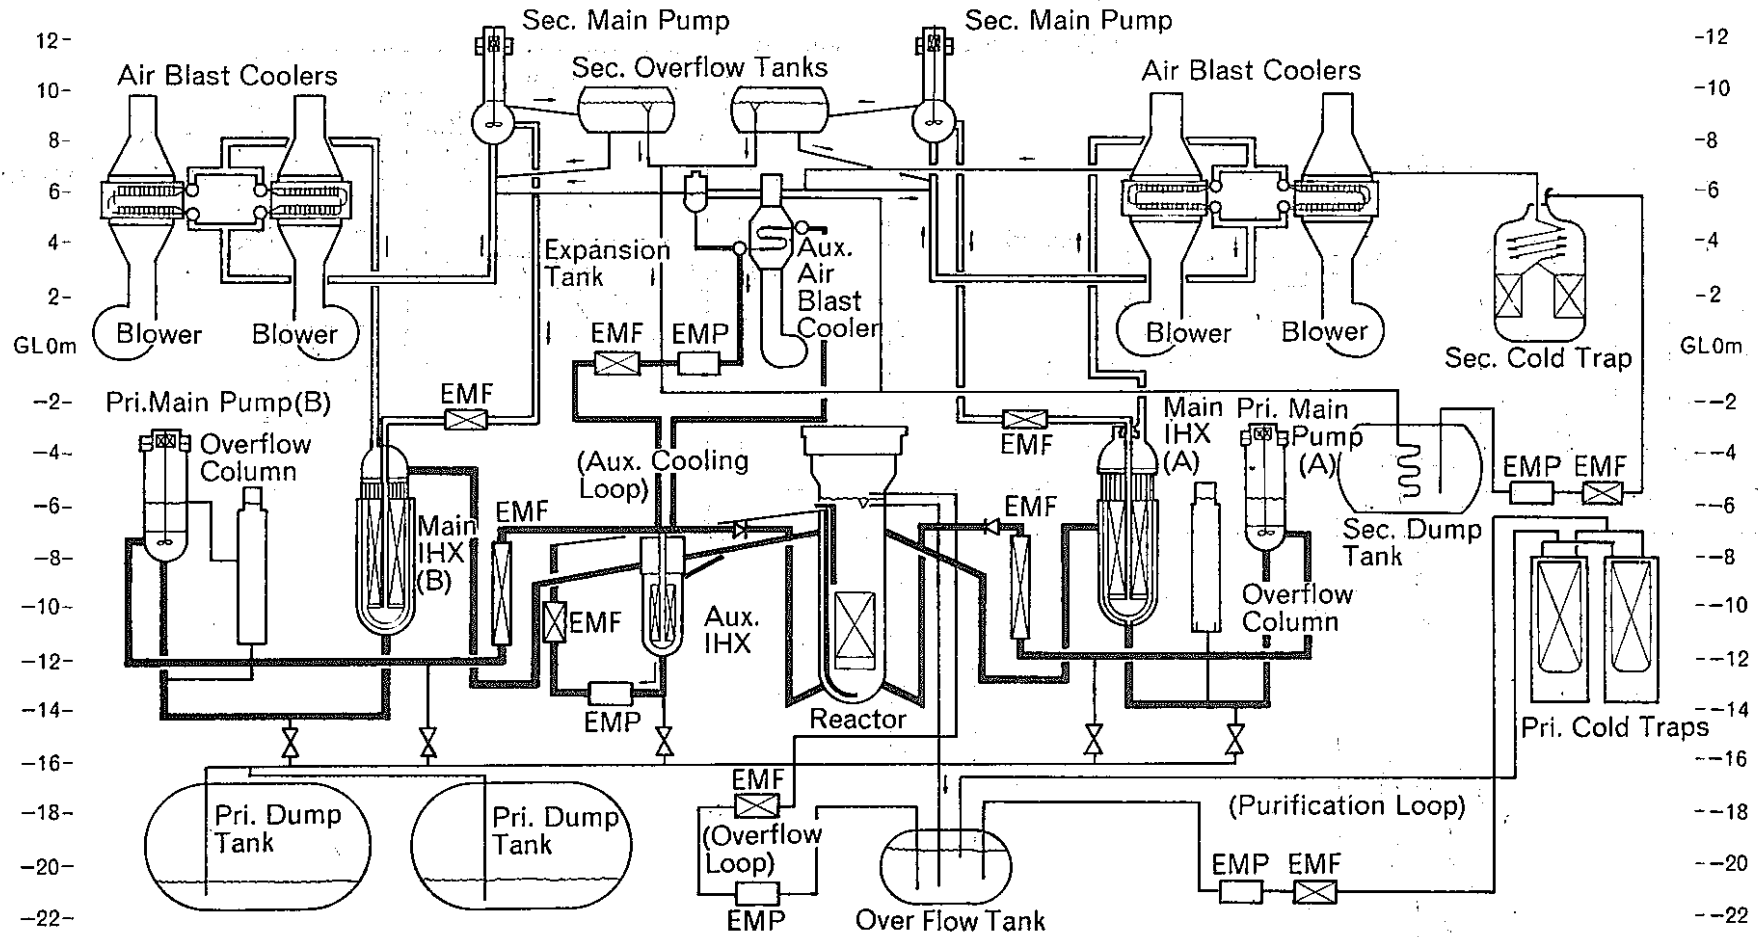 Sec. Main Pump
Sec. Main Pump
12-
-12
Air Blast Coolers
Sec. Overflow Tanks
Air Blast Coolers
10-
-10
8-
-8
6-
-6
4-
-4
Expansion
Tank
Aux.
Air
Blast
Cooler
2-
-2
Blower
Blower
Blower
Blower
EMF
EMP
GL0m
GL0m
Sec. Cold Trap
-2-
--2
Pri.Main Pump(B)
EMF
EMF
Main
IHX
(A)
Pri. Main
Pump
(A)
Overflow
Column
-4-
--4
(Aux. Cooling
Loop)
EMP
EMF
-6-
--6
EMF
EMF
Main
IHX
(B)
Sec. Dump
Tank
-8-
--8
-10-
--10
EMF
Aux.
IHX
Overflow
Column
-12-
--12
-14-
--14
EMP
Reactor
Pri. Cold Traps
-16-
--16
EMF
-18-
--18
Pri. Dump
Tank
Pri. Dump
Tank
(Overflow
Loop)
(Purification Loop)
-20-
--20
EMP
EMF
-22-
--22
EMP
Over Flow Tank